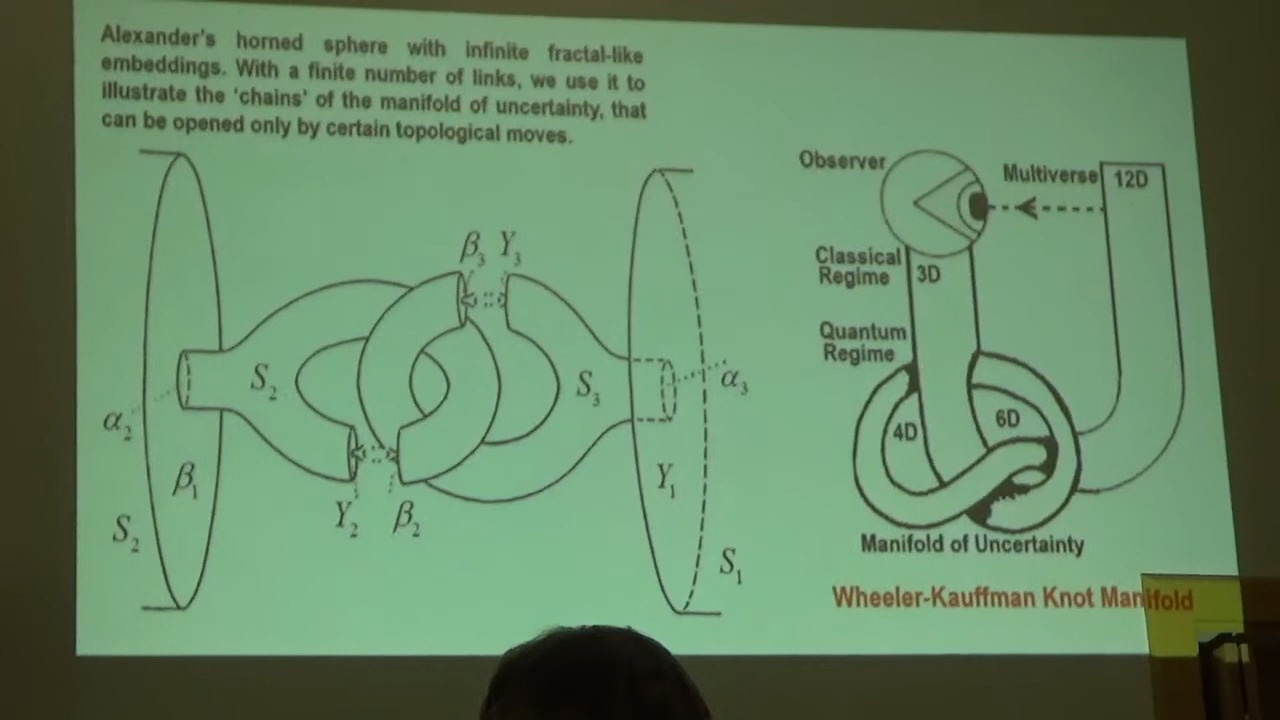 Alexander's horned sphere with infinite fractal-like
embeddings. With a finite number of links, we use it to
illustrate the 'chains' of the manifold of uncertainty, that
can be opened only by certain topological moves.
β₃ Y₃
S₂
S₃
α₂
α₃
β₁
Y₁
S₂
Y₂ β₂
S₁
Observer
Multiverse
12D
Classical
Regime
3D
Quantum
Regime
4D
6D
Manifold of Uncertainty
Wheeler-Kauffman Knot Manifold